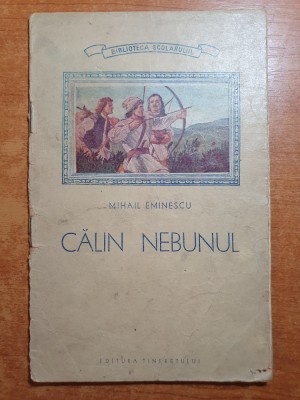 BIBLIOTECA ȘCOLARULUI
MIHAIL EMINESCU
CĂLIN NEBUNUL
EDITURA TINERETULUI